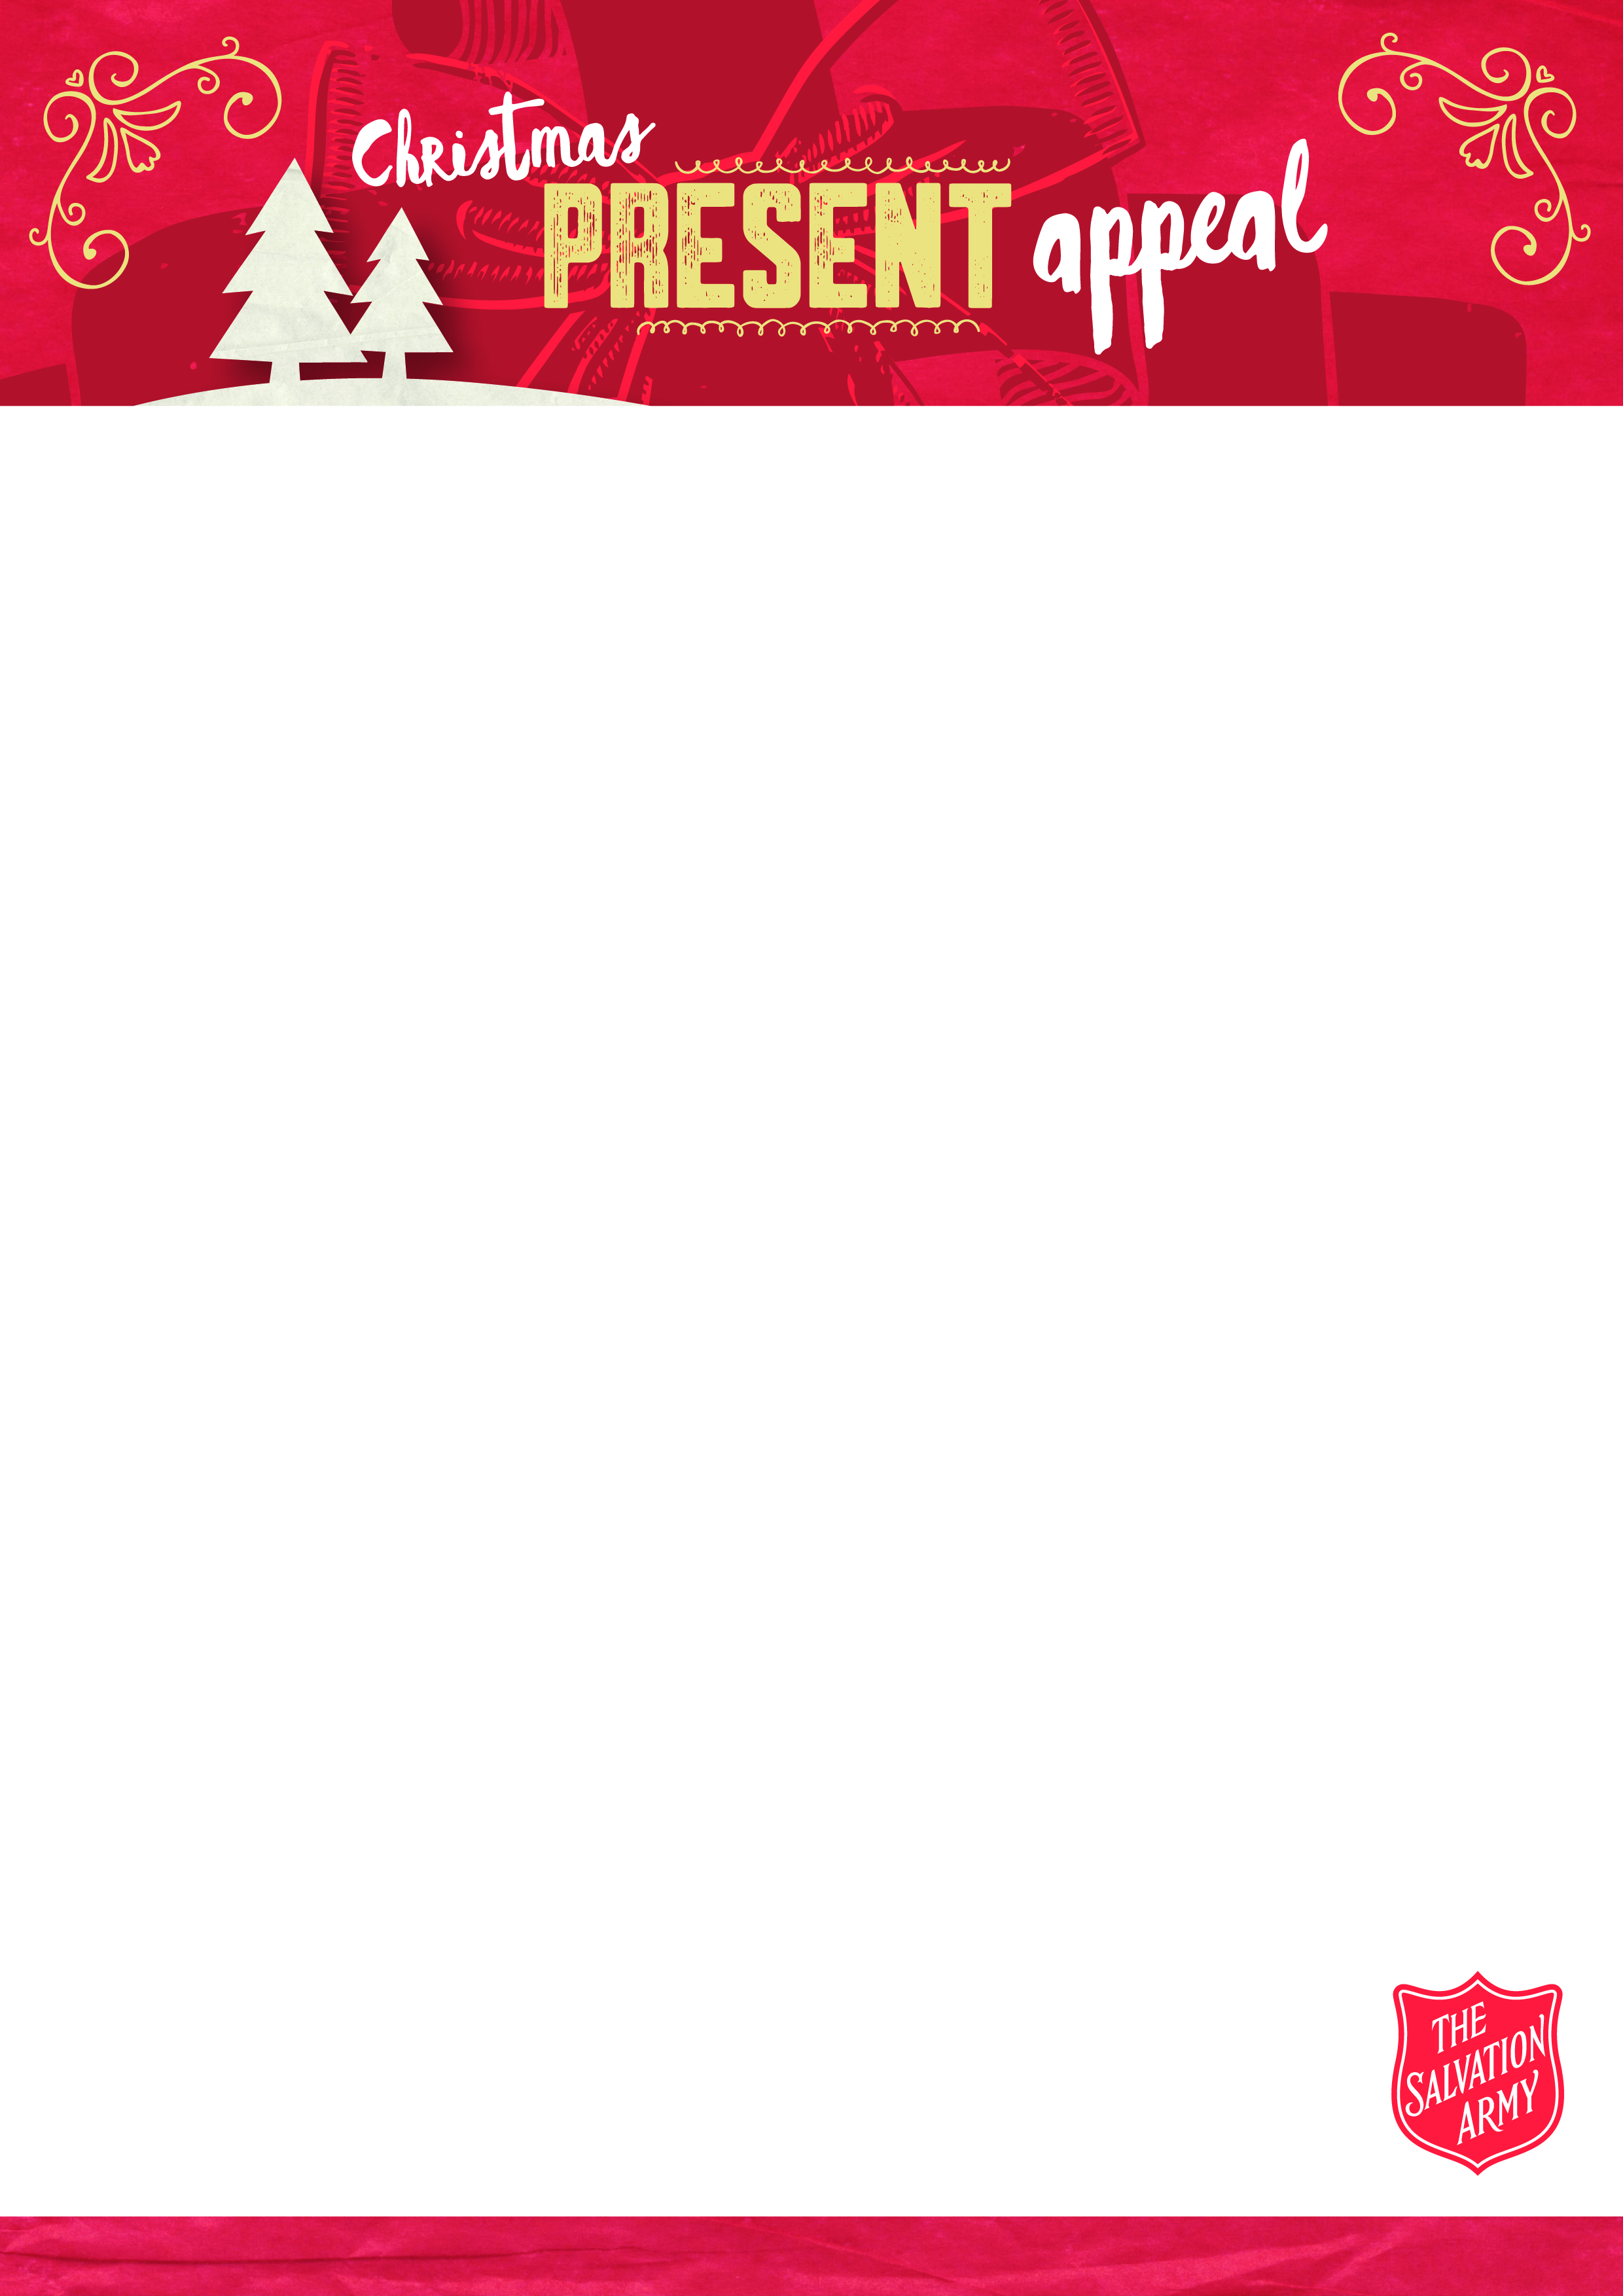 Christmas
PRESENT appeal
THE
SALVATION
ARMY